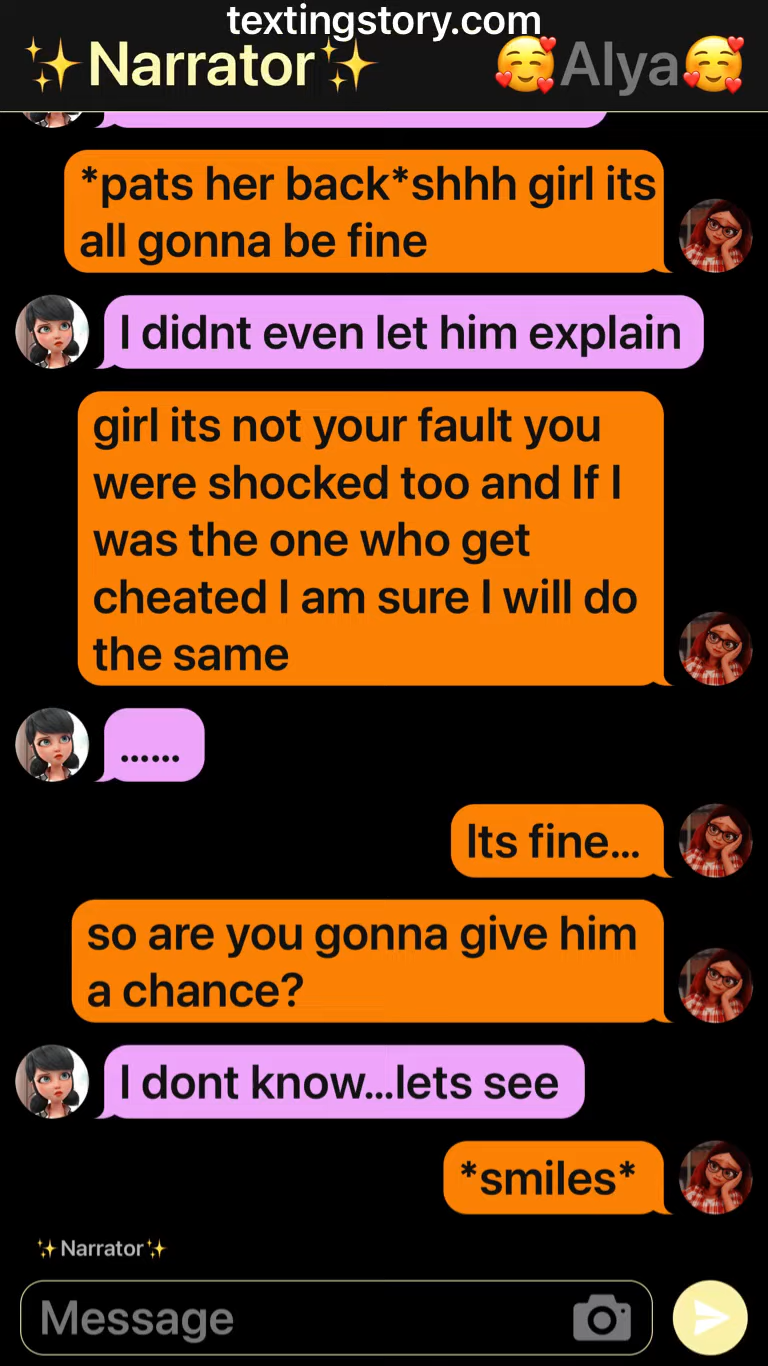 textingstory.com
✨Narrator✨ 🥰Alya🥰
*pats her back*shhh girl its
all gonna be fine
I didnt even let him explain
girl its not your fault you
were shocked too and If I
was the one who get
cheated I am sure I will do
the same
......
Its fine...
so are you gonna give him
a chance?
I dont know...lets see
*smiles*
✨Narrator✨
Message